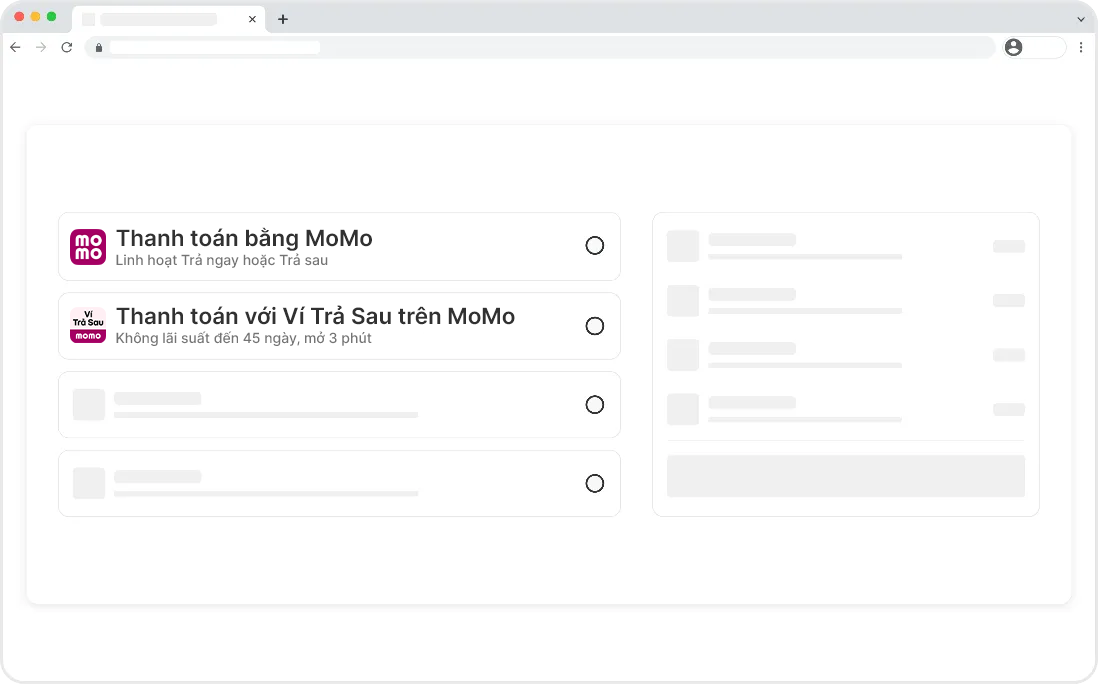 mo
mo
Thanh toán bằng MoMo
Linh hoạt Trả ngay hoặc Trả sau
Ví
Trả Sau
momo
Thanh toán với Ví Trả Sau trên MoMo
Không lãi suất đến 45 ngày, mở 3 phút